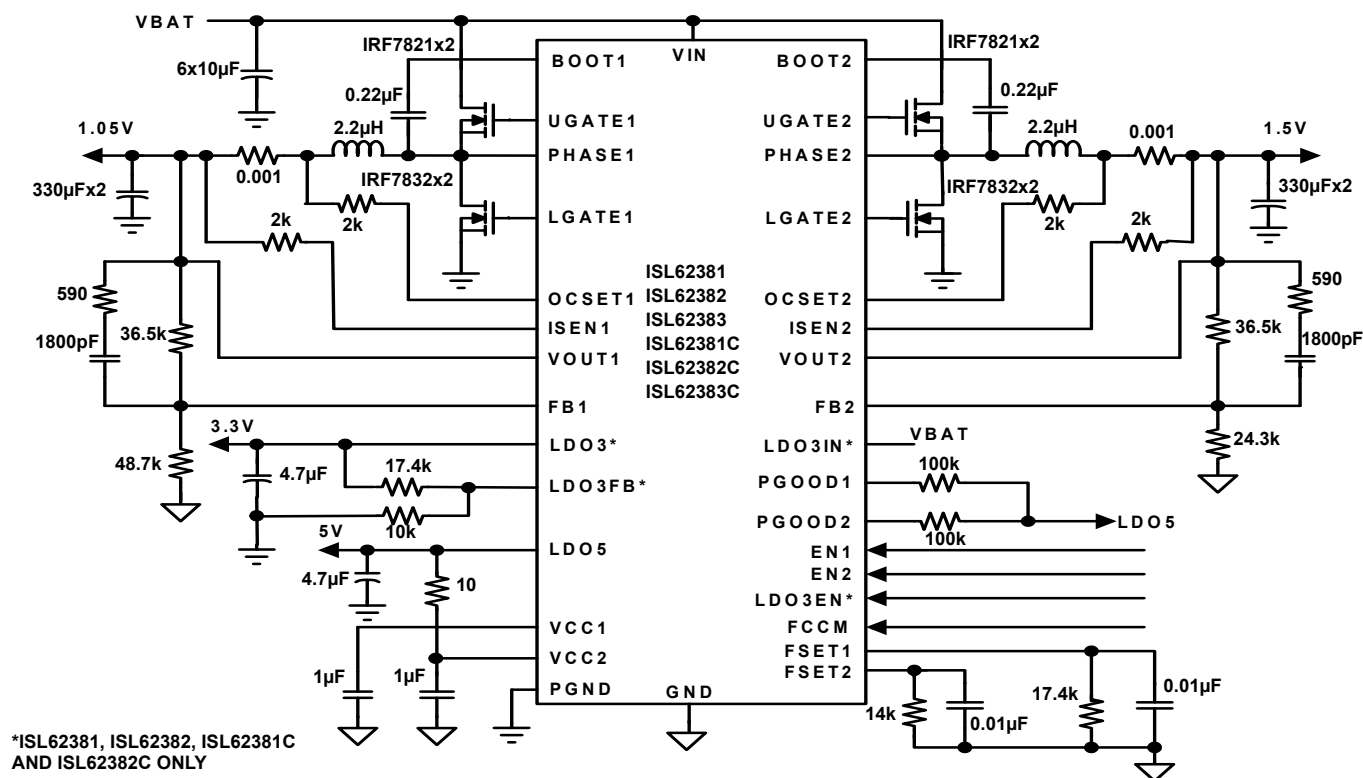 VBAT
6x10µF
IRF7821x2
0.22µF
1.05V
2.2µH
0.001
330µFx2
IRF7832x2
2k
2k
590
1800pF
36.5k
48.7k
3.3V
4.7µF
17.4k
10k
5V
4.7µF
10
1µF
1µF
BOOT1
UGATE1
PHASE1
LGATE1
OCSET1
ISEN1
VOUT1
FB1
LDO3*
LDO3FB*
LDO5
VCC1
VCC2
PGND
VIN
ISL62381
ISL62382
ISL62383
ISL62381C
ISL62382C
ISL62383C
GND
BOOT2
UGATE2
PHASE2
LGATE2
OCSET2
ISEN2
VOUT2
FB2
LDO3IN*
PGOOD1
PGOOD2
EN1
EN2
LDO3EN*
FCCM
FSET1
FSET2
IRF7821x2
0.22µF
2.2µH
0.001
1.5V
IRF7832x2
330µFx2
2k
2k
590
36.5k
1800pF
24.3k
VBAT
100k
100k
LDO5
14k
0.01µF
17.4k
0.01µF
*ISL62381, ISL62382, ISL62381C
AND ISL62382C ONLY